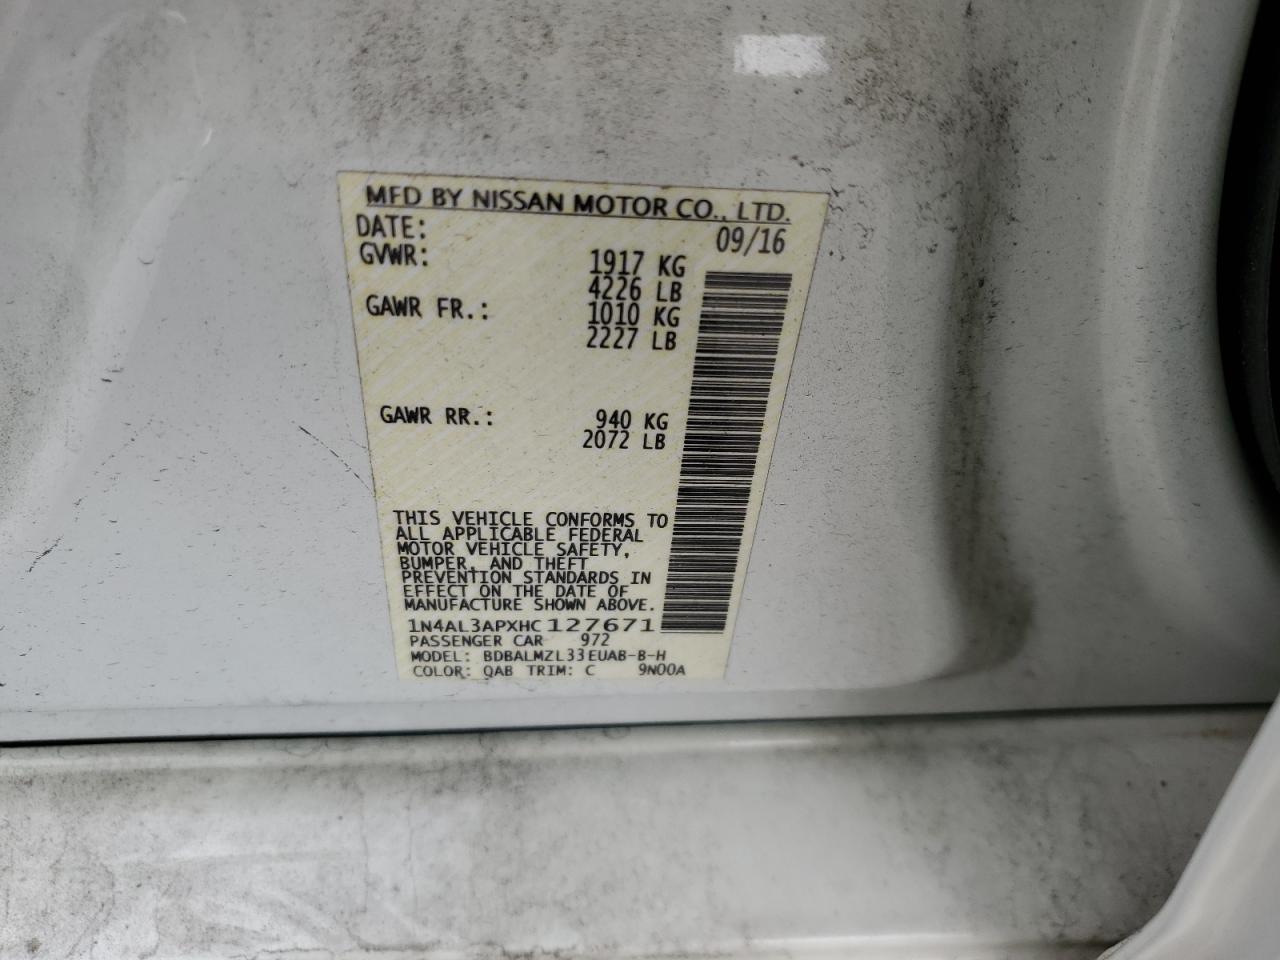 MFD BY NISSAN MOTOR CO., LTD.
DATE: 09/16
GVWR: 1917 KG
4226 LB
GAWR FR.: 1010 KG
2227 LB
GAWR RR.: 940 KG
2072 LB
THIS VEHICLE CONFORMS TO
ALL APPLICABLE FEDERAL
MOTOR VEHICLE SAFETY,
BUMPER, AND THEFT
PREVENTION STANDARDS IN
EFFECT ON THE DATE OF
MANUFACTURE SHOWN ABOVE.
1N4AL3APXHC127671
PASSENGER CAR 972
MODEL: BDBALMZL33EUAB-B-H
COLOR: QAB TRIM: C 9N00A